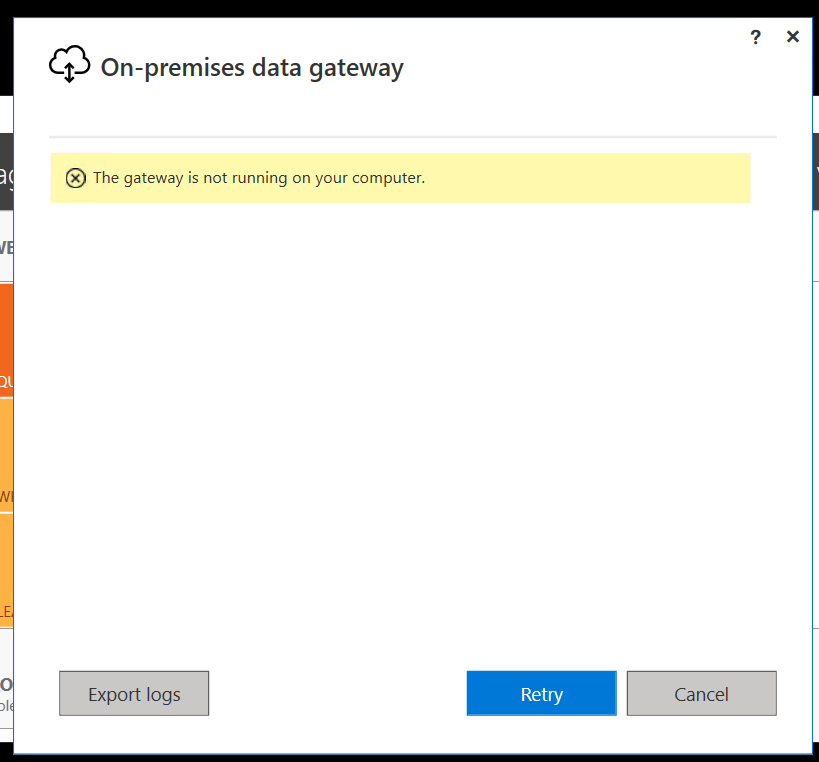 ?
On-premises data gateway
The gateway is not running on your computer.
Export logs
Retry
Cancel